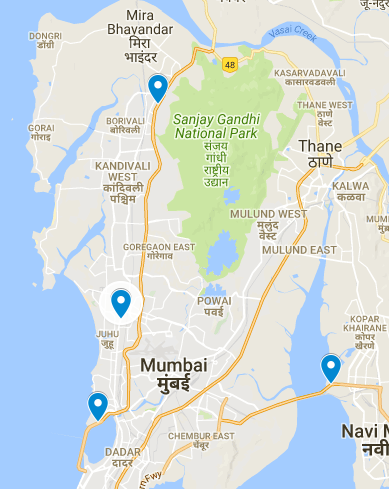 DONGRI
डोंगरी
Mira
Bhavandar
मिरा
भाइंदर
Vasai Creek
48
KASARVADAVALI
कासारवडवली
Sanjay Gandhi
National Park
संजय
गांधी
राष्ट्रीय
उद्यान
THANE WEST
ठाणे
वेस्ट
BORIVALI
बोरिवली
GORAI
गोराइ
Thane
ठाणे
KANDIVALI
WEST
कांदिवली
पश्चिम
KALWA
कळवा
MULUND WEST
मुलुंद
वेस्ट
GOREGAON EAST
गोरेगाव
MULUND EAST
POWAI
पवई
JUHU
जुहू
KOPAR
KHAIRANE
कोपर
खैरणे
Mumbai
मुंबई
Navi M
नवी
CHEMBUR EAST
चेंबूर
DADAR
दादर
Fwy